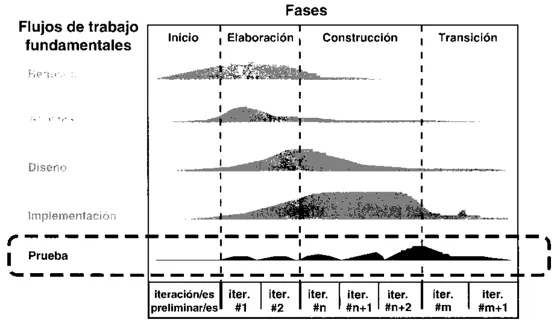 Fases
Flujos de trabajo
fundamentales
Inicio
Elaboración
Construcción
Transición
Diseño
Implementación
Prueba
iteración/es
preliminar/es
iter.
#1
iter.
#2
iter.
#n
iter.
#n+1
iter.
#n+2
iter.
#m
iter.
#m+1